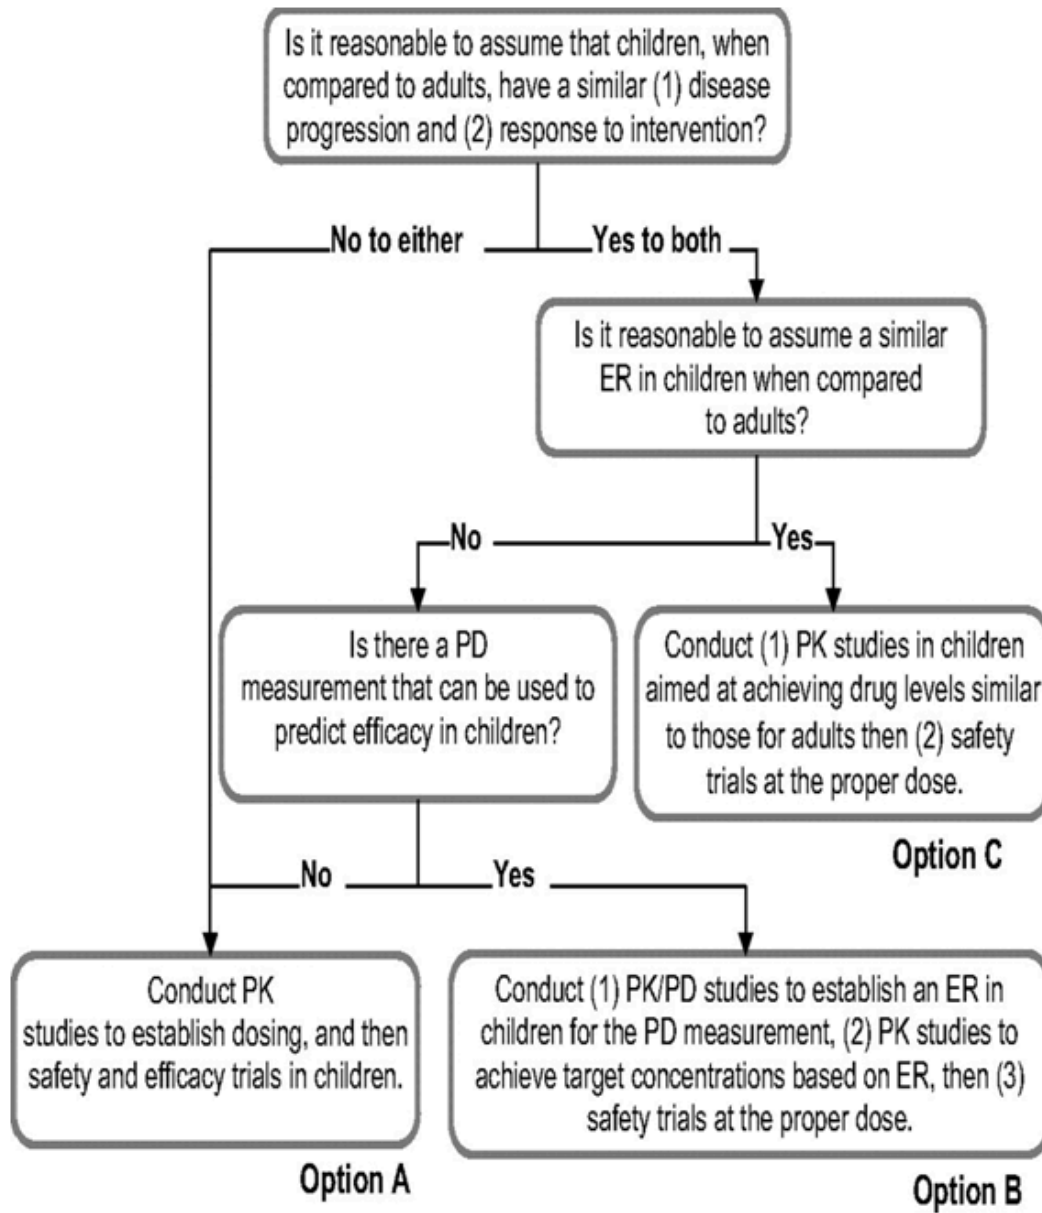 Is it reasonable to assume that children, when
compared to adults, have a similar (1) disease
progression and (2) response to intervention?
No to either
Yes to both
Is it reasonable to assume a similar
ER in children when compared
to adults?
No
Yes
Is there a PD
measurement that can be used to
predict efficacy in children?
Conduct (1) PK studies in children
aimed at achieving drug levels similar
to those for adults then (2) safety
trials at the proper dose.
Option C
No
Yes
Conduct PK
studies to establish dosing, and then
safety and efficacy trials in children.
Option A
Conduct (1) PK/PD studies to establish an ER in
children for the PD measurement, (2) PK studies to
achieve target concentrations based on ER, then (3)
safety trials at the proper dose.
Option B